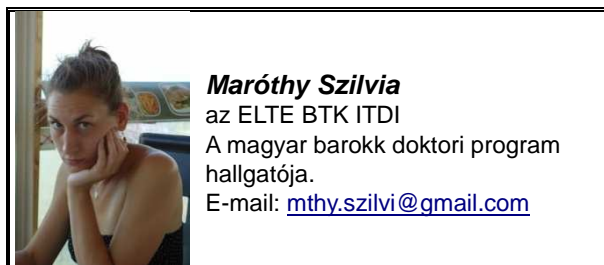 Maróthy Szilvia
az ELTE BTK ITDI
A magyar barokk doktori program
hallgatója.
E-mail: mthy.szilvi@gmail.com